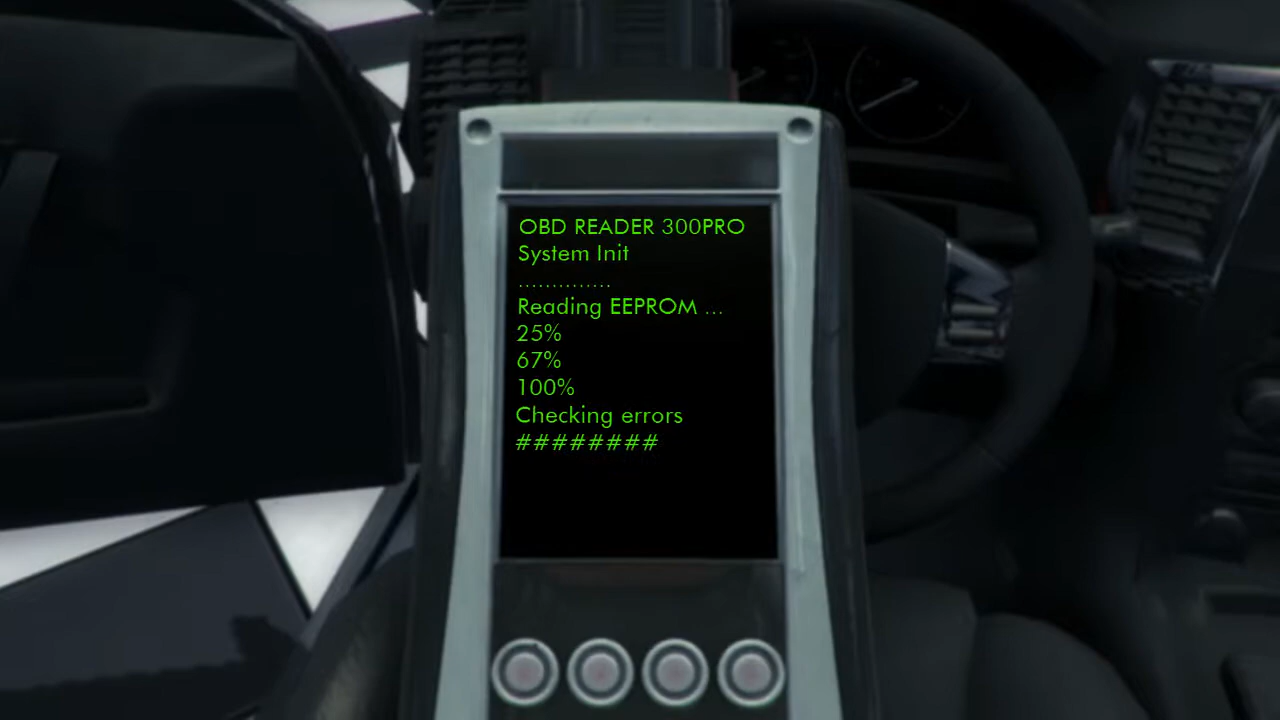 OBD READER 300PRO
System Init
..............
Reading EEPROM ...
25%
67%
100%
Checking errors
########